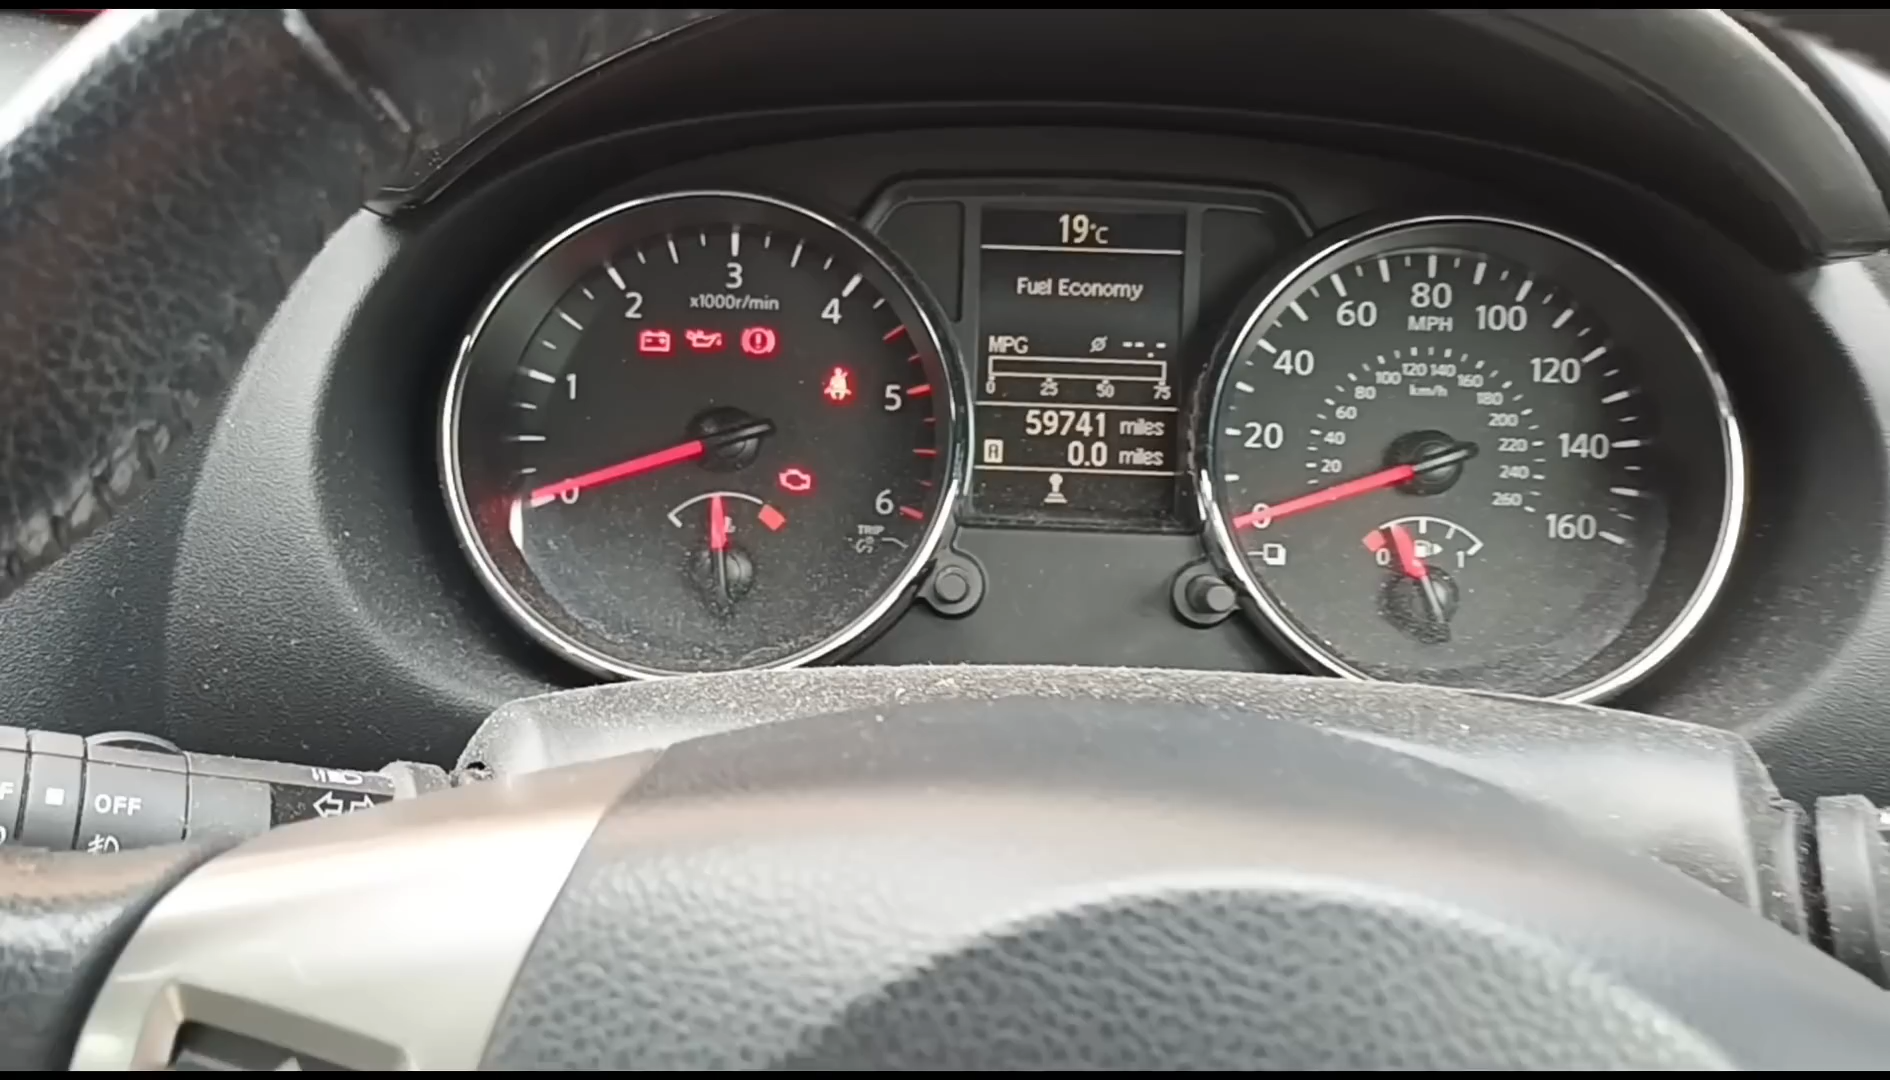 0
1
2
3
4
5
6
x1000r/min
TRIP
19°C
Fuel Economy
MPG ø --.-
0 25 50 75
59741 miles
A 0.0 miles
0
20
40
60
80
100
120
140
160
MPH
20
40
60
80
100
120
140
160
180
200
220
240
260
km/h
0 1
OFF